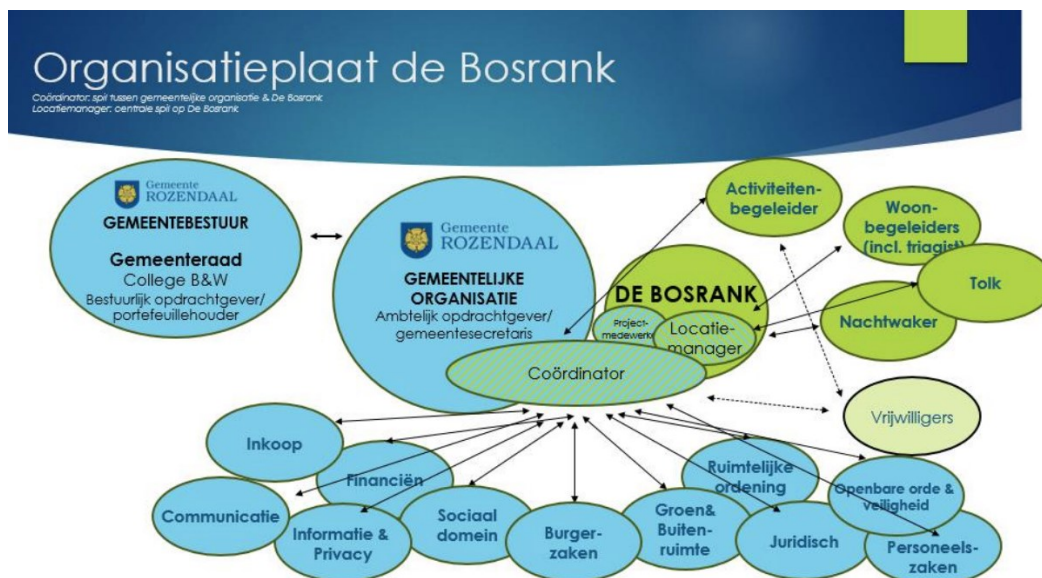 Organisatieplaat de Bosrank
Coördinator: spil tussen gemeentelijke organisatie & De Bosrank
Locatiemanager: centrale spil op De Bosrank
Gemeente
ROZENDAAL
GEMEENTEBESTUUR
Gemeenteraad
College B&W
Bestuurlijk opdrachtgever/
portefeuillehouder
Gemeente
ROZENDAAL
GEMEENTELIJKE
ORGANISATIE
Ambtelijk opdrachtgever/
gemeentesecretaris
DE BOSRANK
Project-
medewerk
Locatie-
manager
Coördinator
Activiteiten-
begeleider
Woon-
begeleiders
(incl. triagist)
Tolk
Nachtwaker
Vrijwilligers
Inkoop
Financiën
Communicatie
Informatie &
Privacy
Sociaal
domein
Burger-
zaken
Groen&
Buiten-
ruimte
Ruimtelijke
ordening
Juridisch
Openbare orde &
veiligheid
Personeels-
zaken